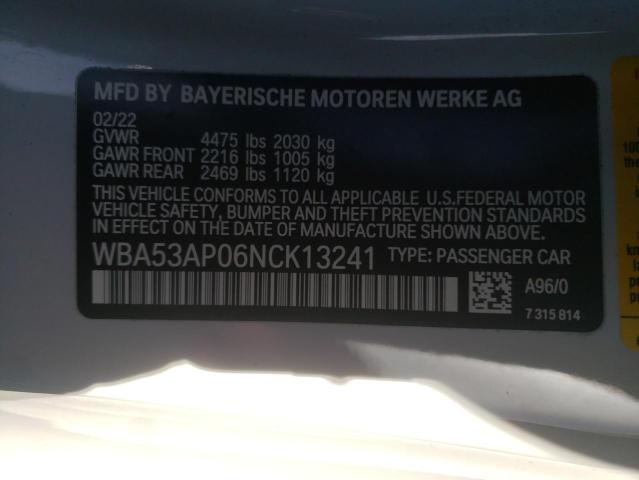 MFD BY BAYERISCHE MOTOREN WERKE AG
02/22
GVWR 4475 lbs 2030 kg
GAWR FRONT 2216 lbs 1005 kg
GAWR REAR 2469 lbs 1120 kg
THIS VEHICLE CONFORMS TO ALL APPLICABLE U.S.FEDERAL MOTOR
VEHICLE SAFETY, BUMPER AND THEFT PREVENTION STANDARDS
IN EFFECT ON THE DATE OF MANUFACTURE SHOWN ABOVE.
WBA53AP06NCK13241 TYPE: PASSENGER CAR
A96/0
7 315 814